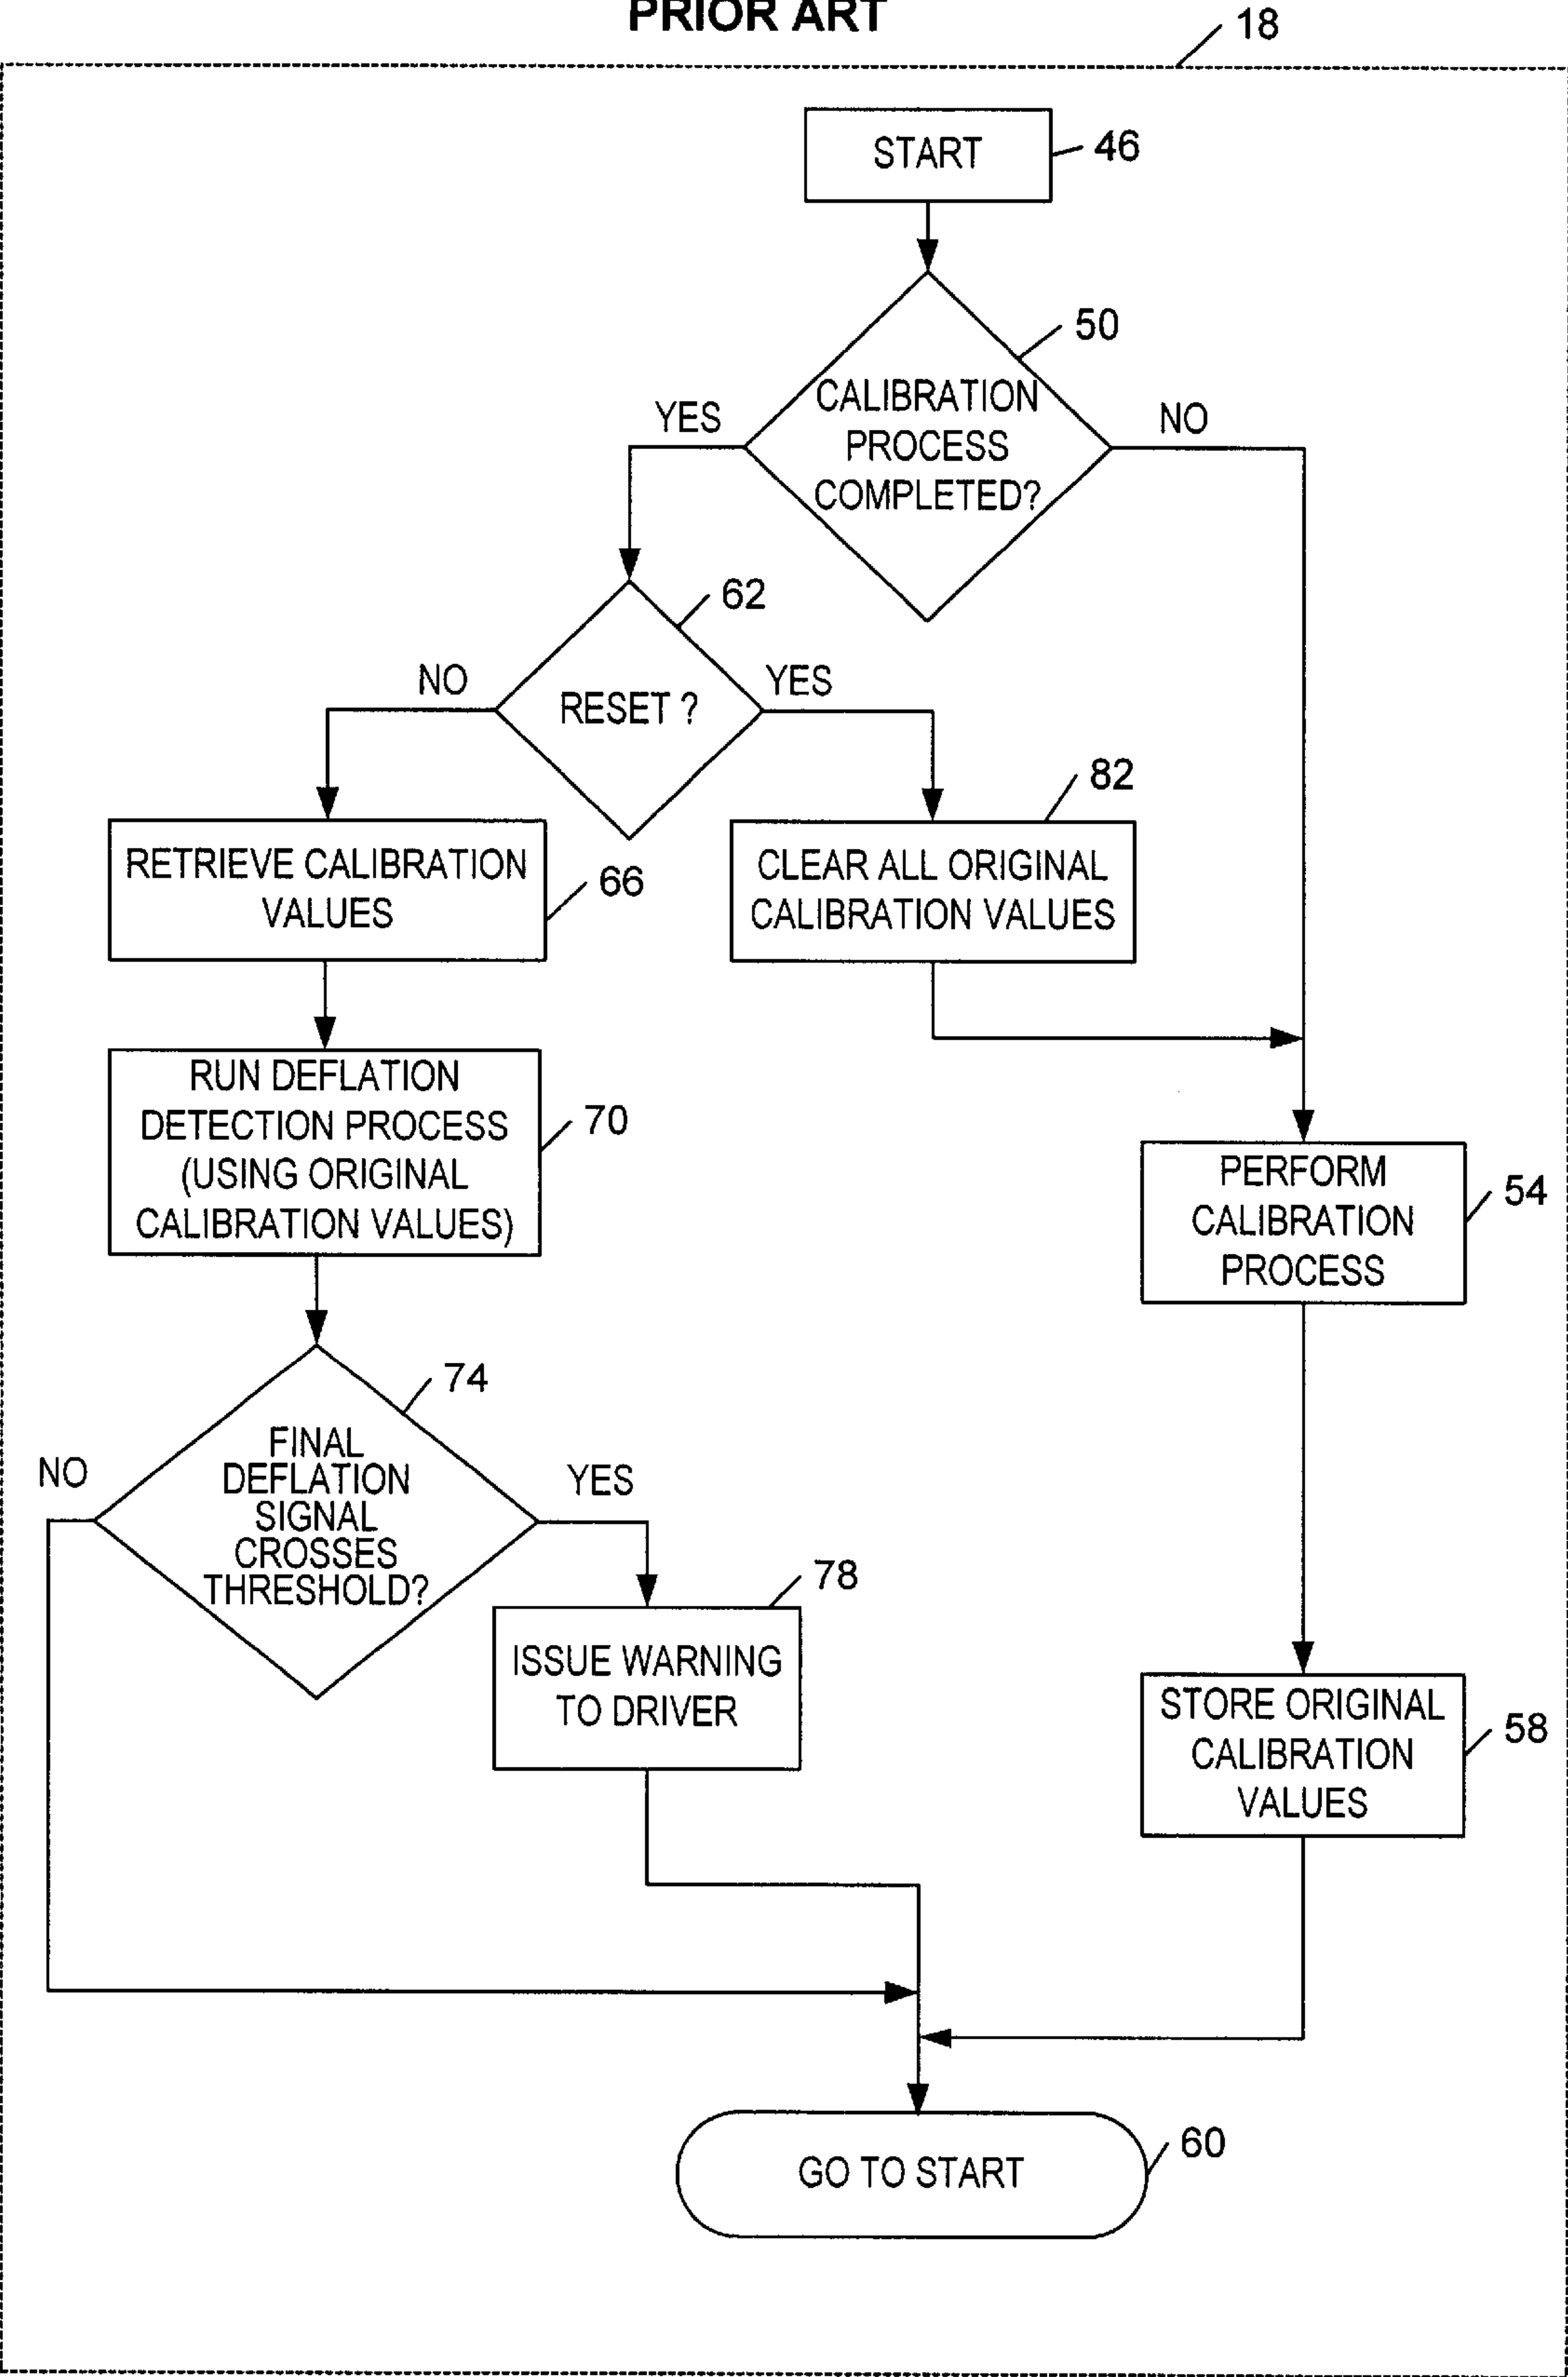 PRIOR ART
18
START
46
50
CALIBRATION
PROCESS
COMPLETED?
YES
NO
62
RESET ?
NO
YES
82
RETRIEVE CALIBRATION
VALUES
66
CLEAR ALL ORIGINAL
CALIBRATION VALUES
RUN DEFLATION
DETECTION PROCESS
(USING ORIGINAL
CALIBRATION VALUES)
70
PERFORM
CALIBRATION
PROCESS
54
74
FINAL
DEFLATION
SIGNAL
CROSSES
THRESHOLD?
NO
YES
78
ISSUE WARNING
TO DRIVER
STORE ORIGINAL
CALIBRATION
VALUES
58
GO TO START
60